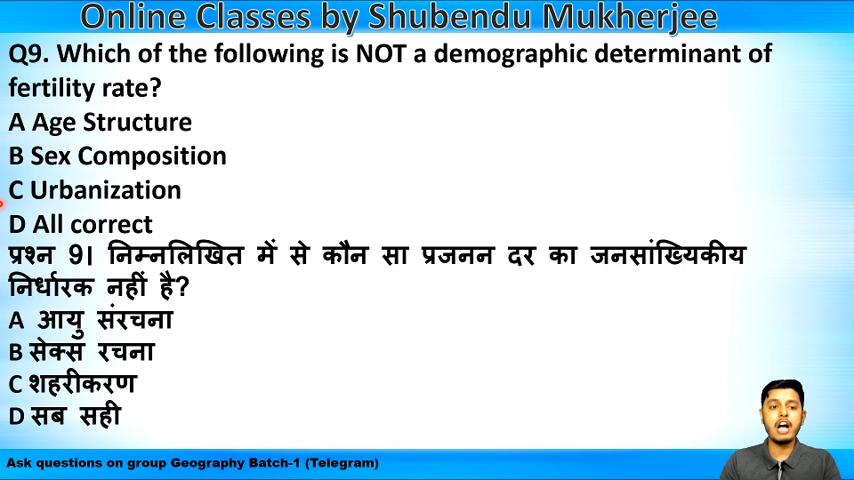 Online Classes by Shubendu Mukherjee
Q9. Which of the following is NOT a demographic determinant of
fertility rate?
A Age Structure
B Sex Composition
C Urbanization
D All correct
प्रश्न 9। निम्नलिखित में से कौन सा प्रजनन दर का जनसांख्यिकीय
निर्धारक नहीं है?
A आयु संरचना
B सेक्स रचना
C शहरीकरण
D सब सही
Ask questions on group Geography Batch-1 (Telegram)